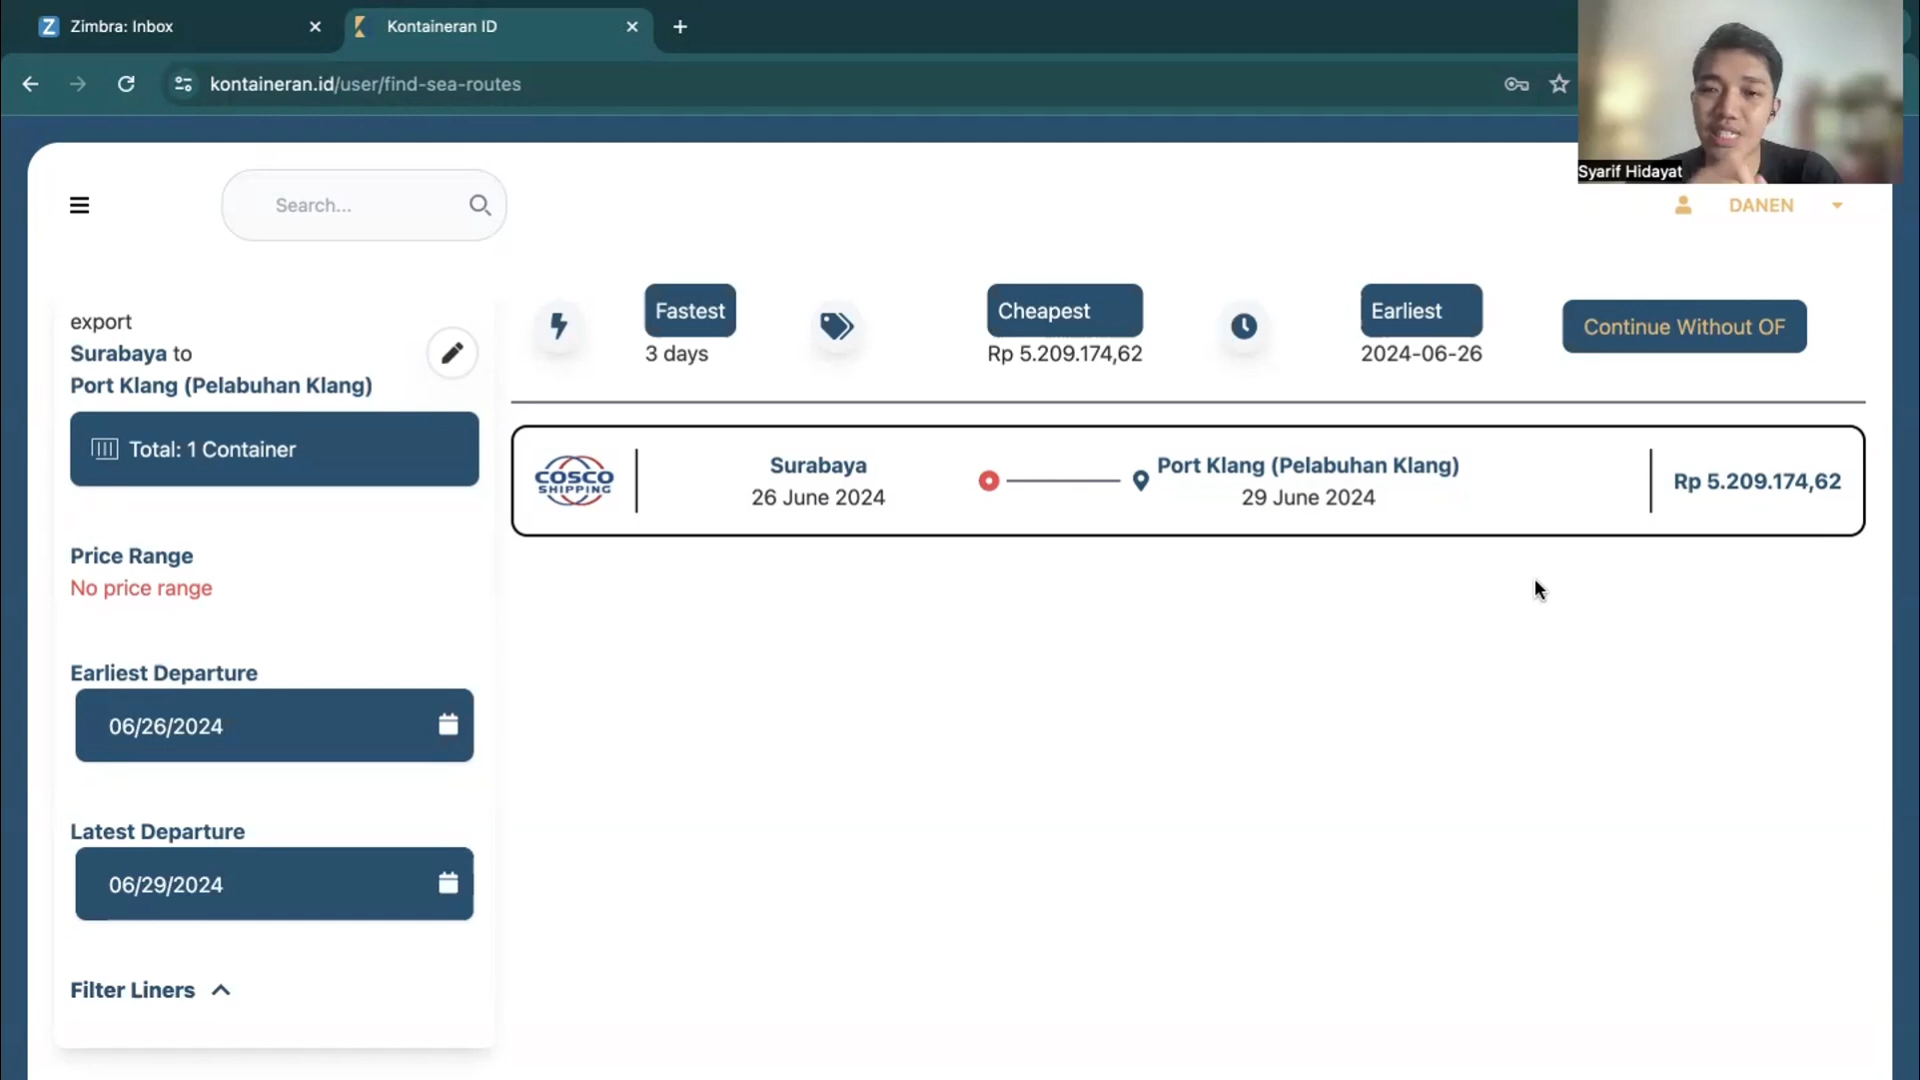 Zimbra: Inbox
Kontaineran ID
kontaineran.id/user/find-sea-routes
Syarif Hidayat
Search...
DANEN
export
Surabaya to
Port Klang (Pelabuhan Klang)
Total: 1 Container
Price Range
No price range
Earliest Departure
06/26/2024
Latest Departure
06/29/2024
Filter Liners
Fastest
3 days
Cheapest
Rp 5.209.174,62
Earliest
2024-06-26
Continue Without OF
COSCO
SHIPPING
Surabaya
26 June 2024
Port Klang (Pelabuhan Klang)
29 June 2024
Rp 5.209.174,62